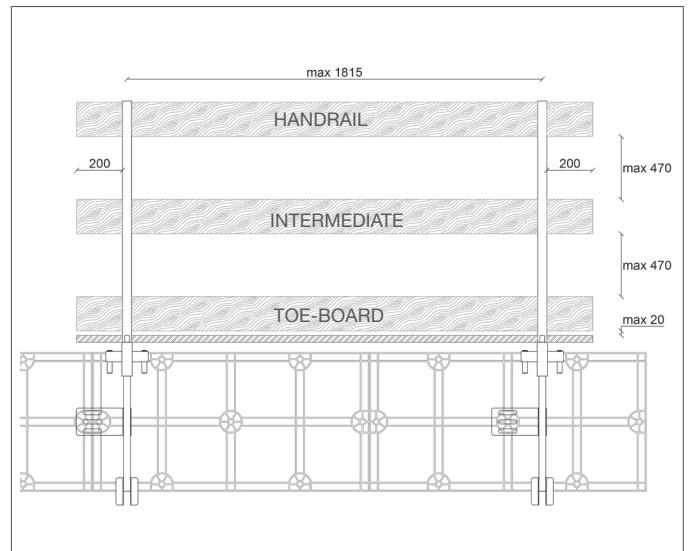 max 1815
HANDRAIL
200
200
max 470
INTERMEDIATE
max 470
TOE-BOARD
max 20